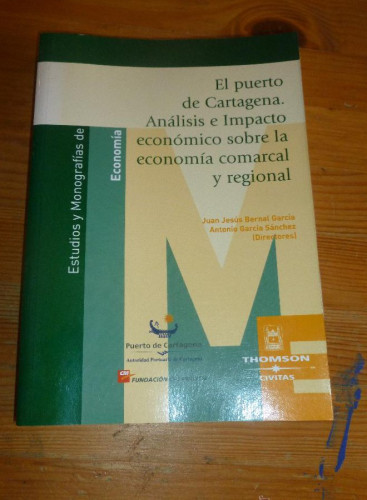 El puerto
de Cartagena.
Análisis e Impacto
económico sobre la
economía comarcal
y regional
Juan Jesús Bernal García
Antonio García Sánchez
(Directores)
Estudios y Monografías de
Economía
Puerto de Cartagena
Autoridad Portuaria de Cartagena
FUNDACIÓN
THOMSON
CIVITAS